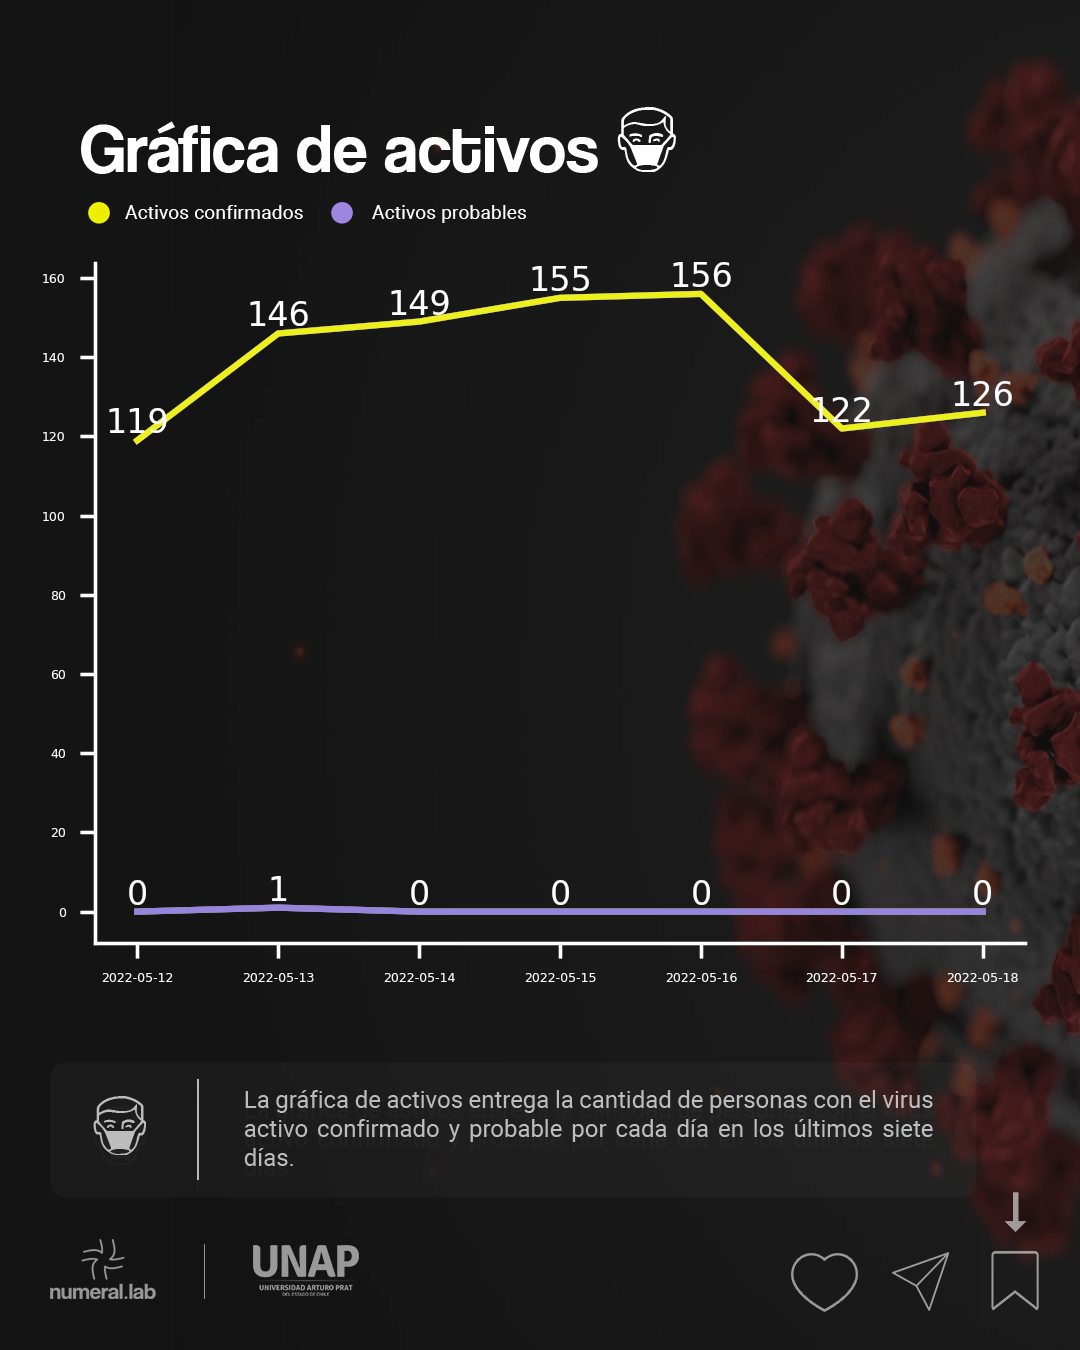 Gráfica de activos
Activos confirmados Activos probables
160
140
120
100
80
60
40
20
0
119 146 149 155 156 122 126
0 1 0 0 0 0 0
2022-05-12 2022-05-13 2022-05-14 2022-05-15 2022-05-16 2022-05-17 2022-05-18
La gráfica de activos entrega la cantidad de personas con el virus
activo confirmado y probable por cada día en los últimos siete
días.
numeral.lab
UNAP
UNIVERSIDAD ARTURO PRAT
DEL ESTADO DE CHILE